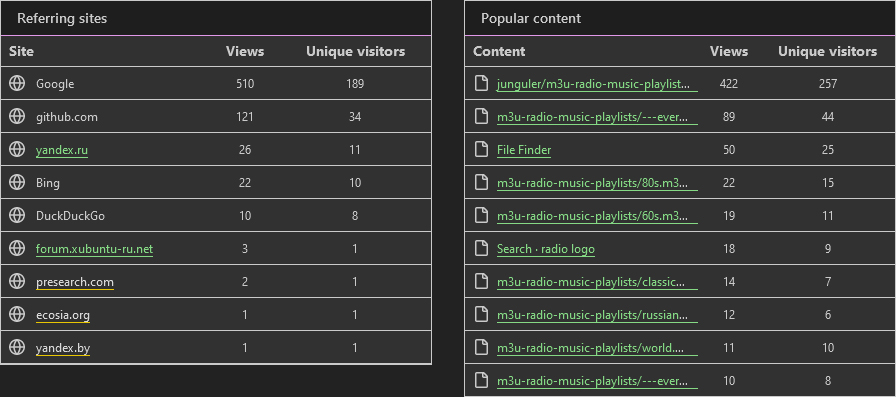 Referring sites
Site Views Unique visitors
Google 510 189
github.com 121 34
yandex.ru 26 11
Bing 22 10
DuckDuckGo 10 8
forum.xubuntu-ru.net 3 1
presearch.com 2 1
ecosia.org 1 1
yandex.by 1 1
Popular content
Content Views Unique visitors
junguler/m3u-radio-music-playlist... 422 257
m3u-radio-music-playlists/---ever... 89 44
File Finder 50 25
m3u-radio-music-playlists/80s.m3... 22 15
m3u-radio-music-playlists/60s.m3... 19 11
Search · radio logo 18 9
m3u-radio-music-playlists/classic... 14 7
m3u-radio-music-playlists/russian... 12 6
m3u-radio-music-playlists/world.... 11 10
m3u-radio-music-playlists/---ever... 10 8